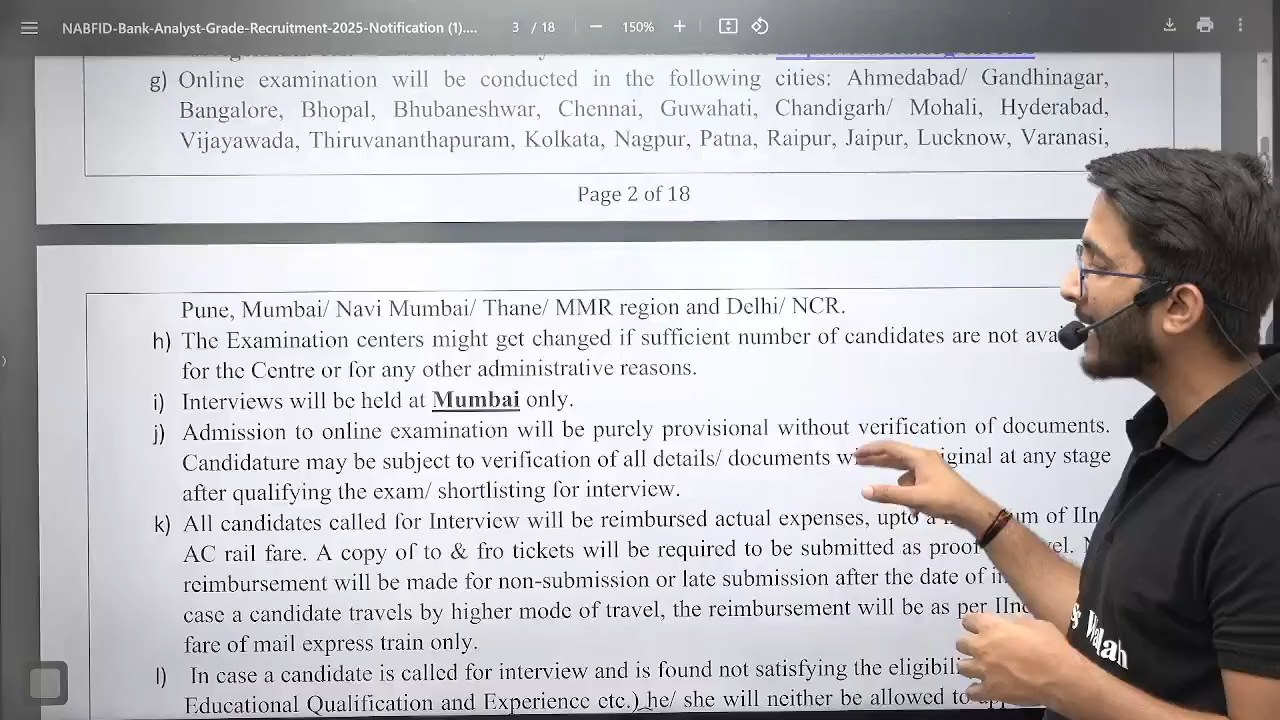 NABFID-Bank-Analyst-Grade-Recruitment-2025-Notification (1)....
3 / 18
150%
g) Online examination will be conducted in the following cities: Ahmedabad/ Gandhinagar,
Bangalore, Bhopal, Bhubaneshwar, Chennai, Guwahati, Chandigarh/ Mohali, Hyderabad,
Vijayawada, Thiruvananthapuram, Kolkata, Nagpur, Patna, Raipur, Jaipur, Lucknow, Varanasi,
Page 2 of 18
Pune, Mumbai/ Navi Mumbai/ Thane/ MMR region and Delhi/ NCR.
h) The Examination centers might get changed if sufficient number of candidates are not
for the Centre or for any other administrative reasons.
i) Interviews will be held at Mumbai only.
j) Admission to online examination will be purely provisional without verification of documents.
Candidature may be subject to verification of all details/ documents at any stage
after qualifying the exam/ shortlisting for interview.
k) All candidates called for Interview will be reimbursed actual expenses, upto a of
AC rail fare. A copy of to & fro tickets will be required to be submitted as
reimbursement will be made for non-submission or late submission after the date of
case a candidate travels by higher mode of travel, the reimbursement will be as per
fare of mail express train only.
l) In case a candidate is called for interview and is found not satisfying the
Educational Qualification and Experience etc.) he/ she will neither be allowed to
Wallah